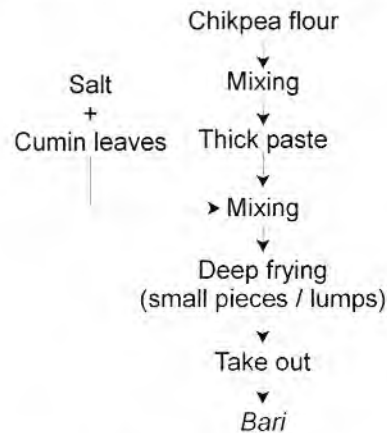 Chikpea flour
Mixing
Salt
+
Cumin leaves
Thick paste
Mixing
Deep frying
(small pieces / lumps)
Take out
Bari